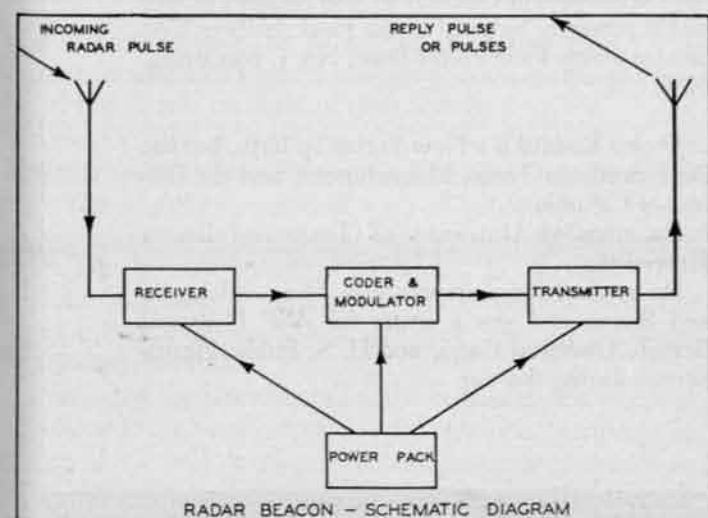 INCOMING
RADAR PULSE
REPLY PULSE
OR PULSES
RECEIVER
CODER &
MODULATOR
TRANSMITTER
POWER PACK
RADAR BEACON – SCHEMATIC DIAGRAM